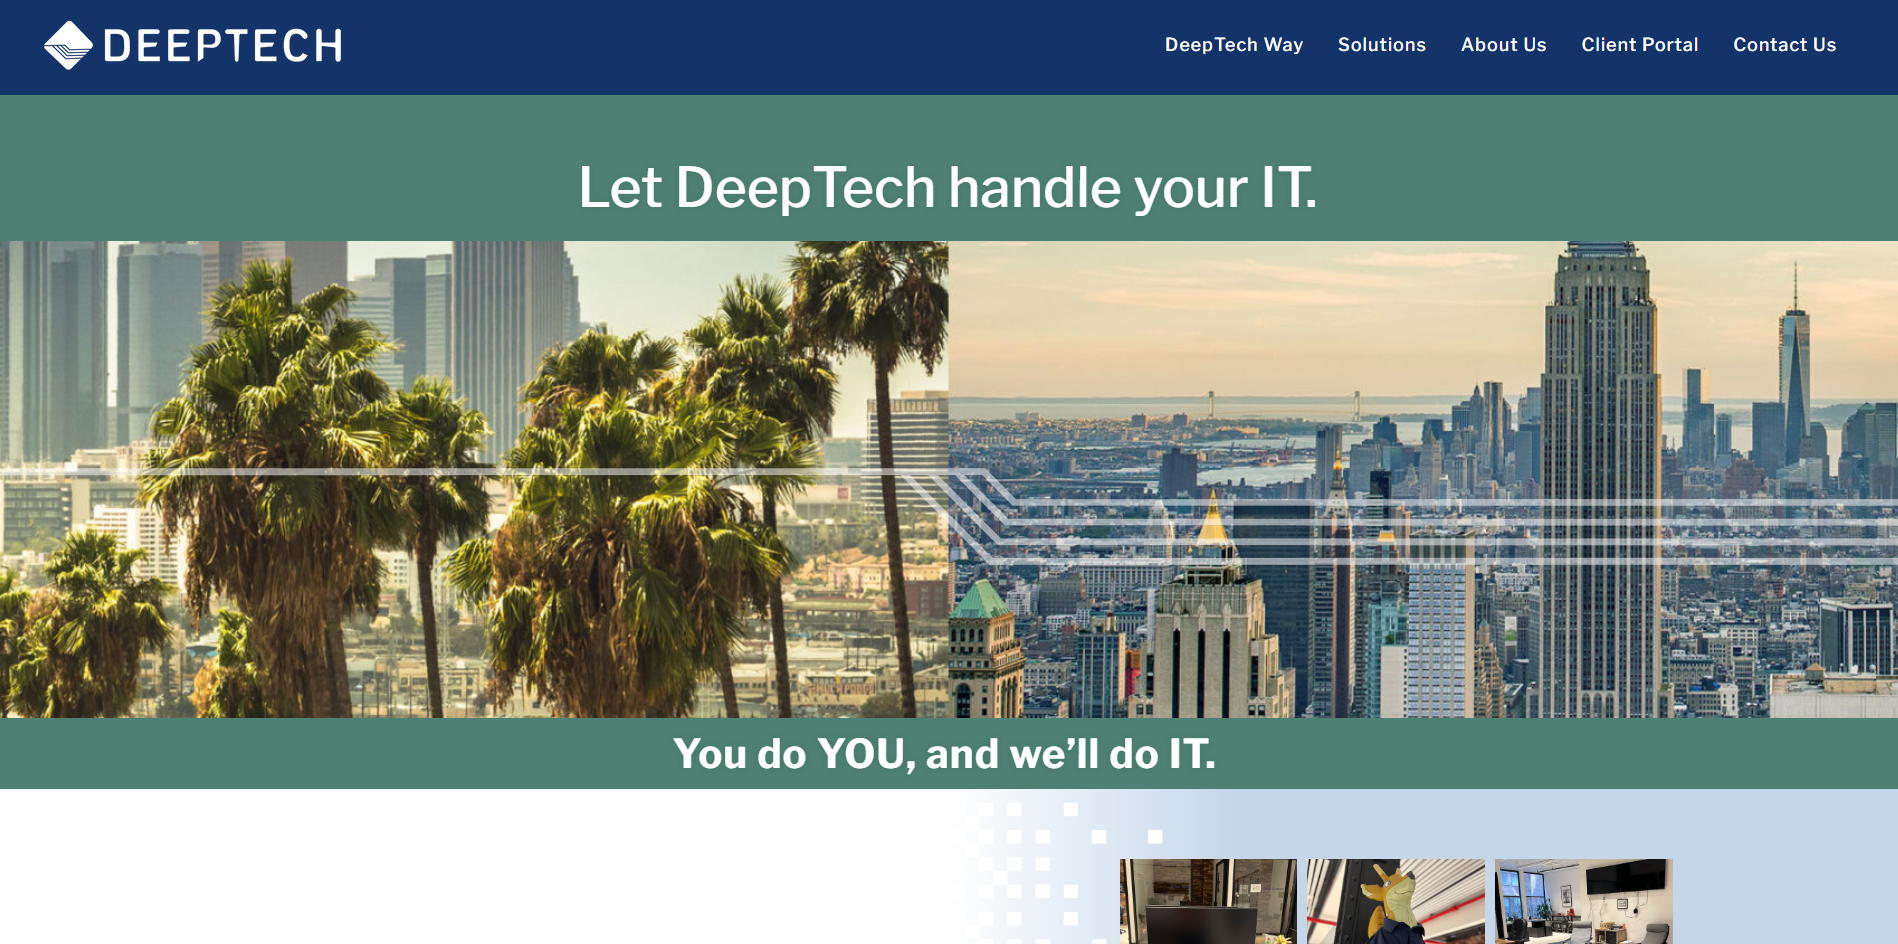 DEEPTECH
DeepTech Way Solutions About Us Client Portal Contact Us
Let DeepTech handle your IT.
You do YOU, and we'll do IT.